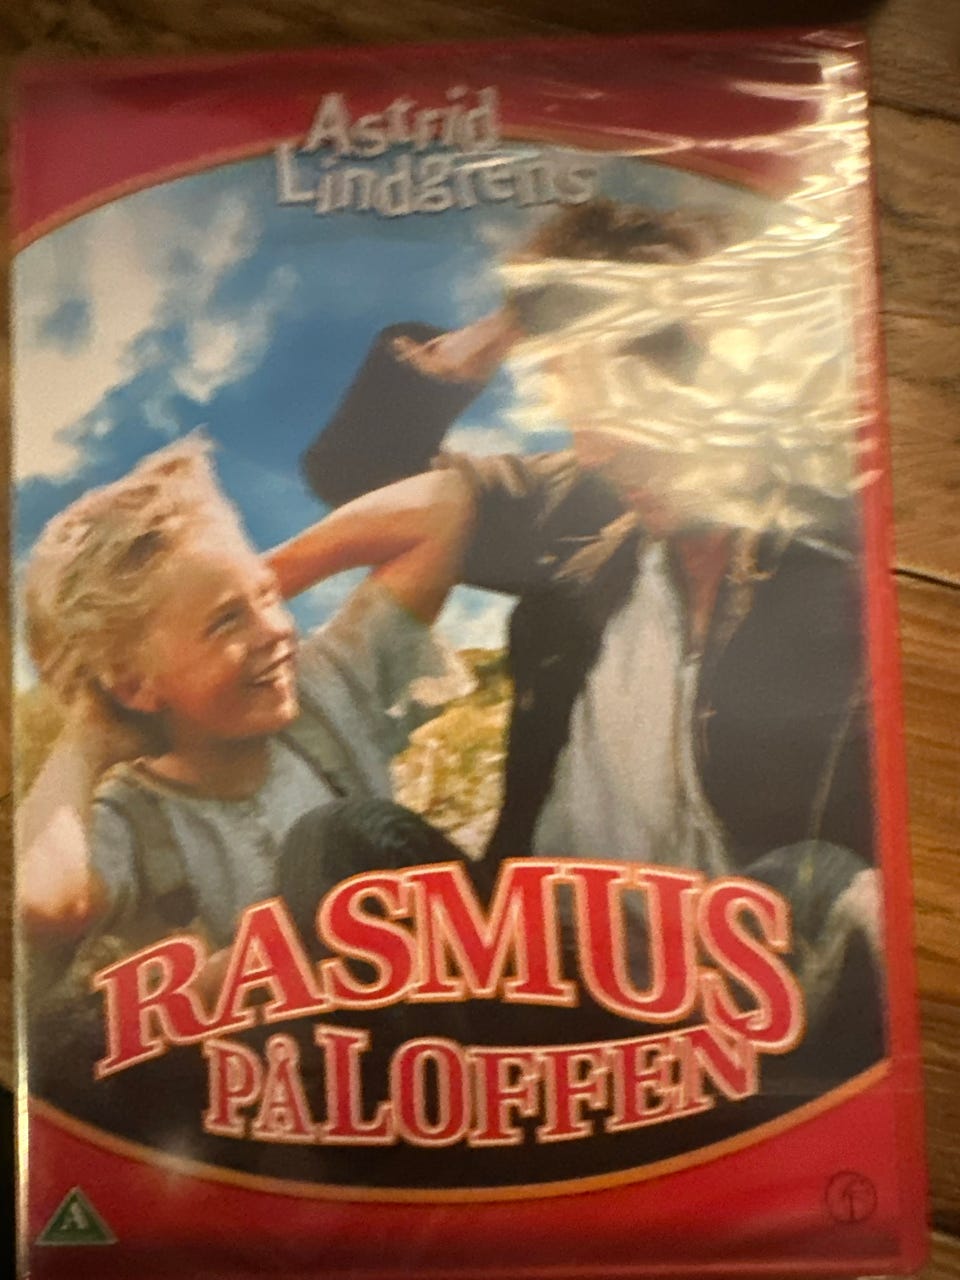 Astrid
Lindgrens
RASMUS
PÅ LOFFEN
A